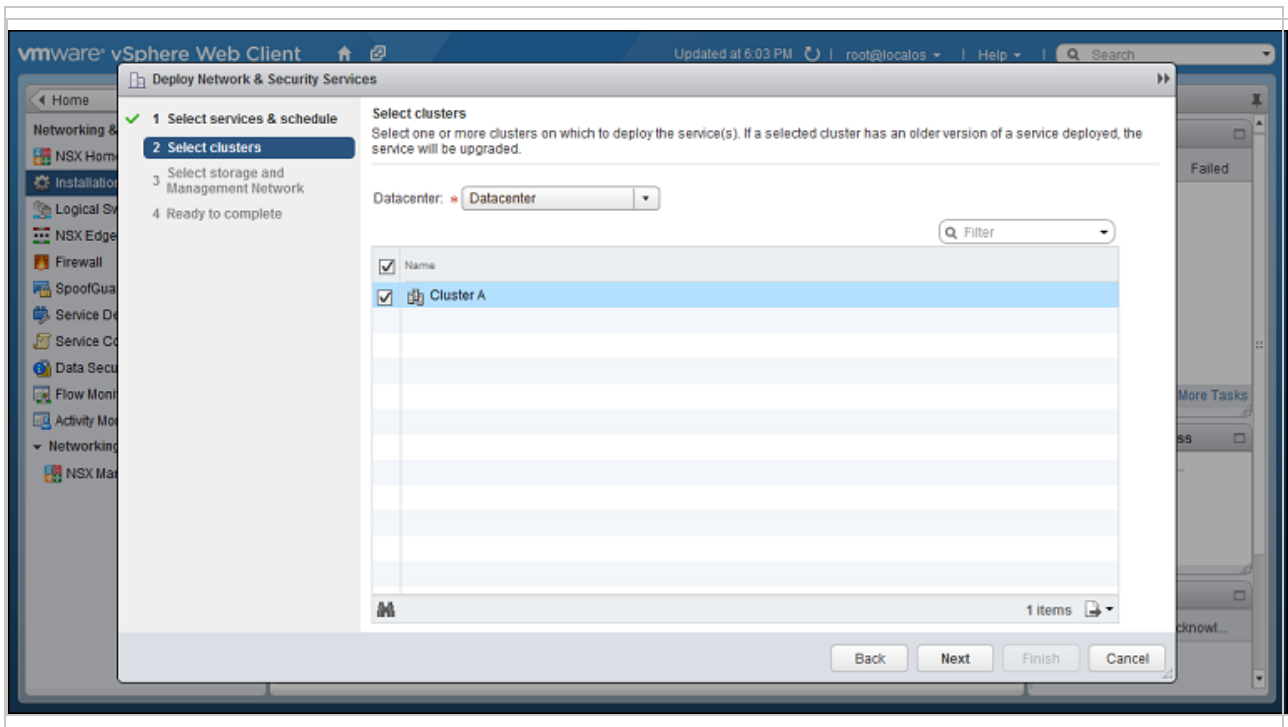 vmware vSphere Web Client
Updated at 6:03 PM | root@localos | Help | Search
Deploy Network & Security Services
Home
Networking &
NSX Hom
Installation
Logical Sw
NSX Edge
Firewall
SpoofGua
Service De
Service Co
Data Secu
Flow Moni
Activity Mo
Networking
NSX Mar
1 Select services & schedule
2 Select clusters
3 Select storage and
Management Network
4 Ready to complete
Select clusters
Select one or more clusters on which to deploy the service(s). If a selected cluster has an older version of a service deployed, the
service will be upgraded.
Datacenter: * Datacenter
Filter
Name
Cluster A
1 items
Back Next Finish Cancel
Failed
More Tasks
ss
cknowl...